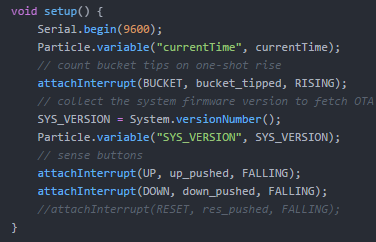 void setup() {
    Serial.begin(9600);
    Particle.variable("currentTime", currentTime);
    // count bucket tips on one-shot rise
    attachInterrupt(BUCKET, bucket_tipped, RISING);
    // collect the system firmware version to fetch OTA
    SYS_VERSION = System.versionNumber();
    Particle.variable("SYS_VERSION", SYS_VERSION);
    // sense buttons
    attachInterrupt(UP, up_pushed, FALLING);
    attachInterrupt(DOWN, down_pushed, FALLING);
    //attachInterrupt(RESET, res_pushed, FALLING);
}